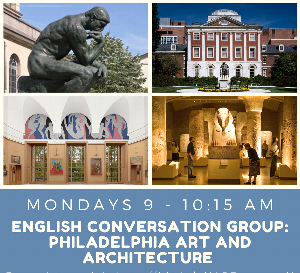 MONDAYS 9 - 10:15 AM
ENGLISH CONVERSATION GROUP:
PHILADELPHIA ART AND
ARCHITECTURE